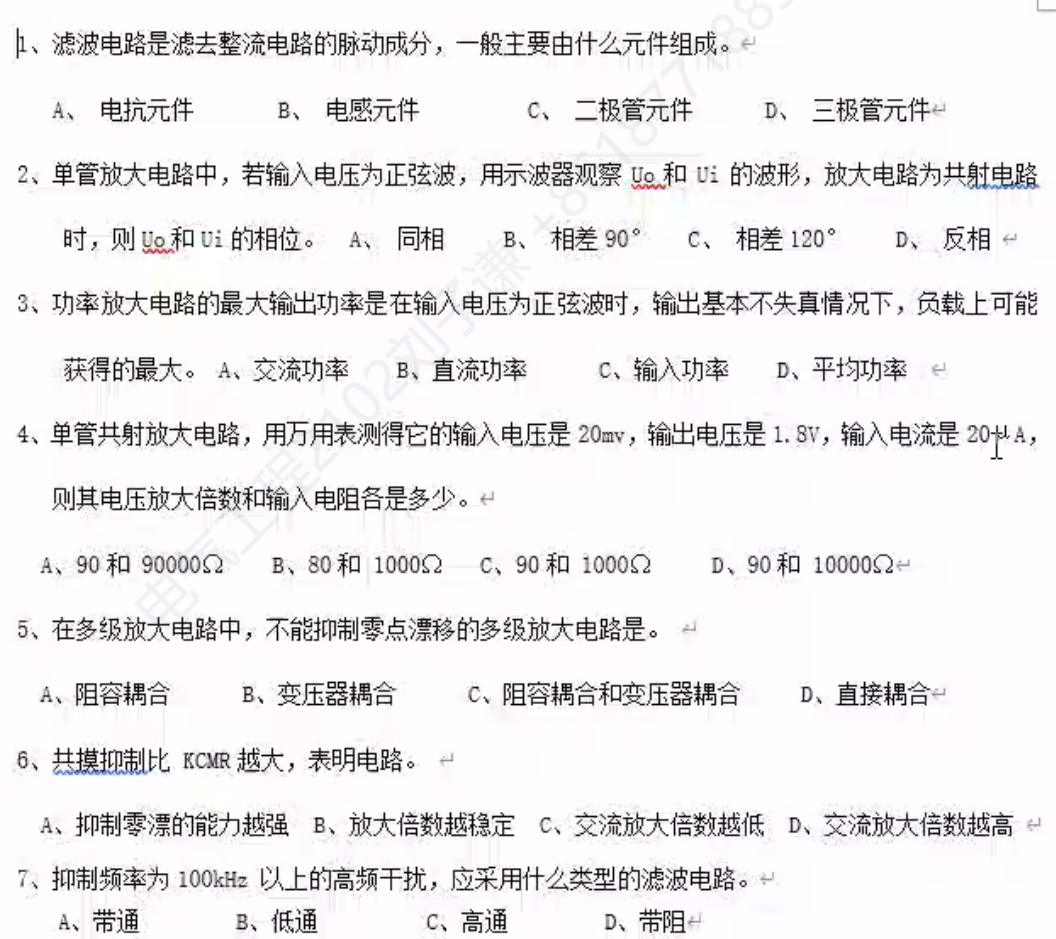 1、滤波电路是滤去整流电路的脉动成分，一般主要由什么元件组成。
A、 电抗元件 B、 电感元件 C、 二极管元件 D、 三极管元件
2、单管放大电路中，若输入电压为正弦波，用示波器观察 Uo 和 Ui 的波形，放大电路为共射电路
时，则 Uo 和 Ui 的相位。 A、 同相 B、 相差 90° C、 相差 120° D、 反相
3、功率放大电路的最大输出功率是在输入电压为正弦波时，输出基本不失真情况下，负载上可能
获得的最大。 A、交流功率 B、直流功率 C、输入功率 D、平均功率
4、单管共射放大电路，用万用表测得它的输入电压是 20mv，输出电压是 1.8V，输入电流是 20μA，
则其电压放大倍数和输入电阻各是多少。
A、90 和 90000Ω B、80 和 1000Ω C、90 和 1000Ω D、90 和 10000Ω
5、在多级放大电路中，不能抑制零点漂移的多级放大电路是。
A、阻容耦合 B、变压器耦合 C、阻容耦合和变压器耦合 D、直接耦合
6、共摸抑制比 KCMR 越大，表明电路。
A、抑制零漂的能力越强 B、放大倍数越稳定 C、交流放大倍数越低 D、交流放大倍数越高
7、抑制频率为 100kHz 以上的高频干扰，应采用什么类型的滤波电路。
A、带通 B、低通 C、高通 D、带阻
电气工程2102刘子谦